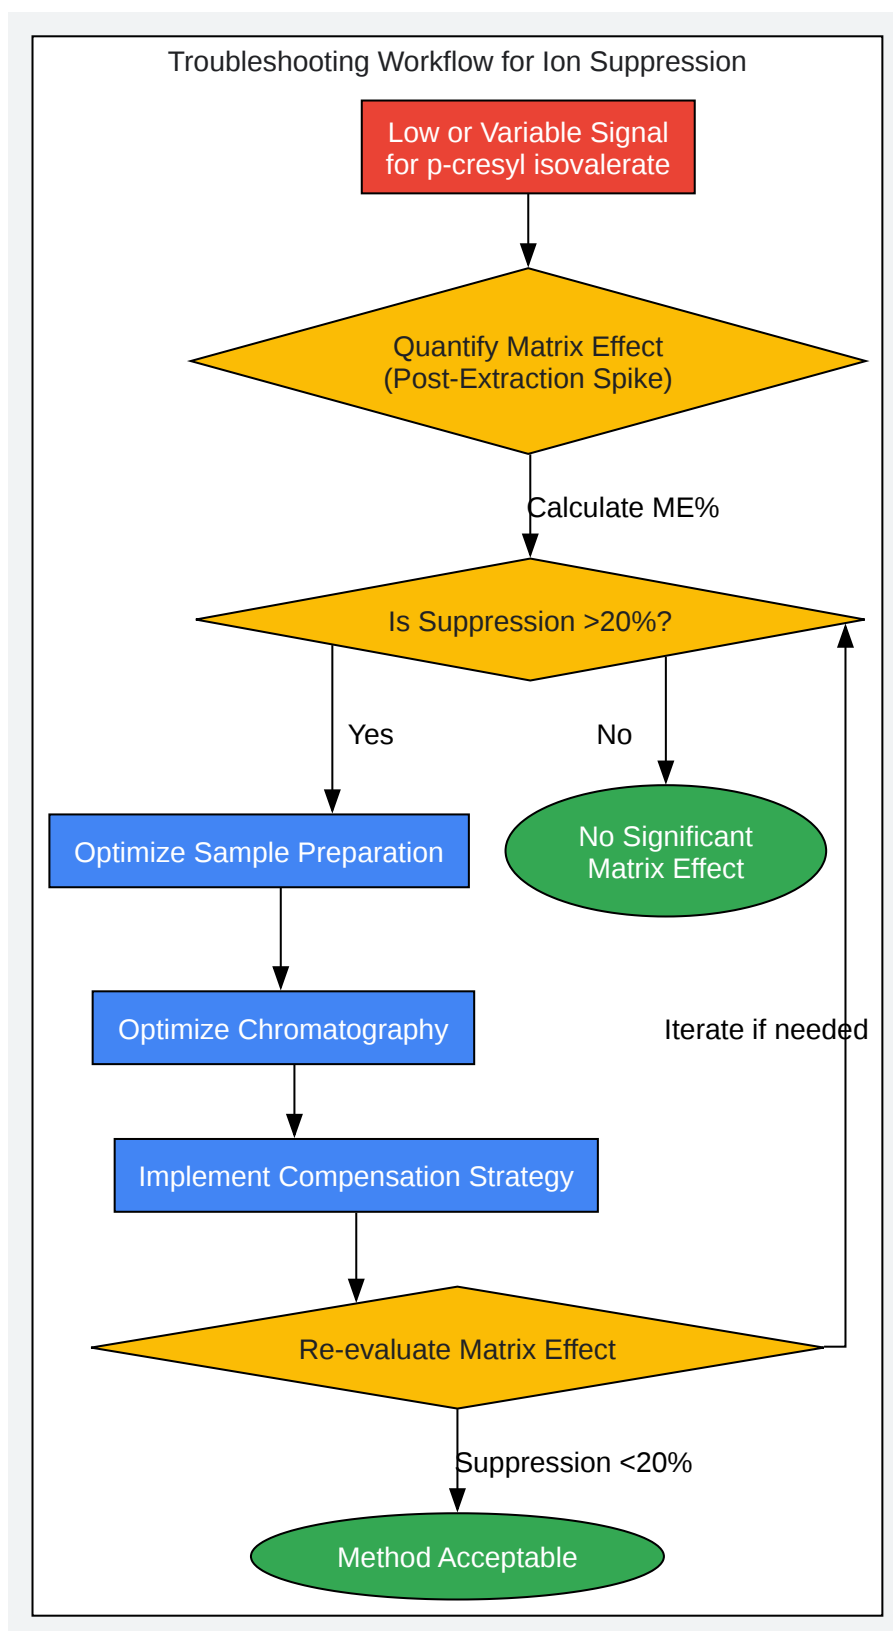 Troubleshooting Workflow for Ion Suppression
Low or Variable Signal
for p-cresyl isovalerate
Quantify Matrix Effect
(Post-Extraction Spike)
Calculate ME%
Is Suppression >20%?
Yes
No
Optimize Sample Preparation
No Significant
Matrix Effect
Optimize Chromatography
Iterate if needed
Implement Compensation Strategy
Re-evaluate Matrix Effect
Suppression <20%
Method Acceptable